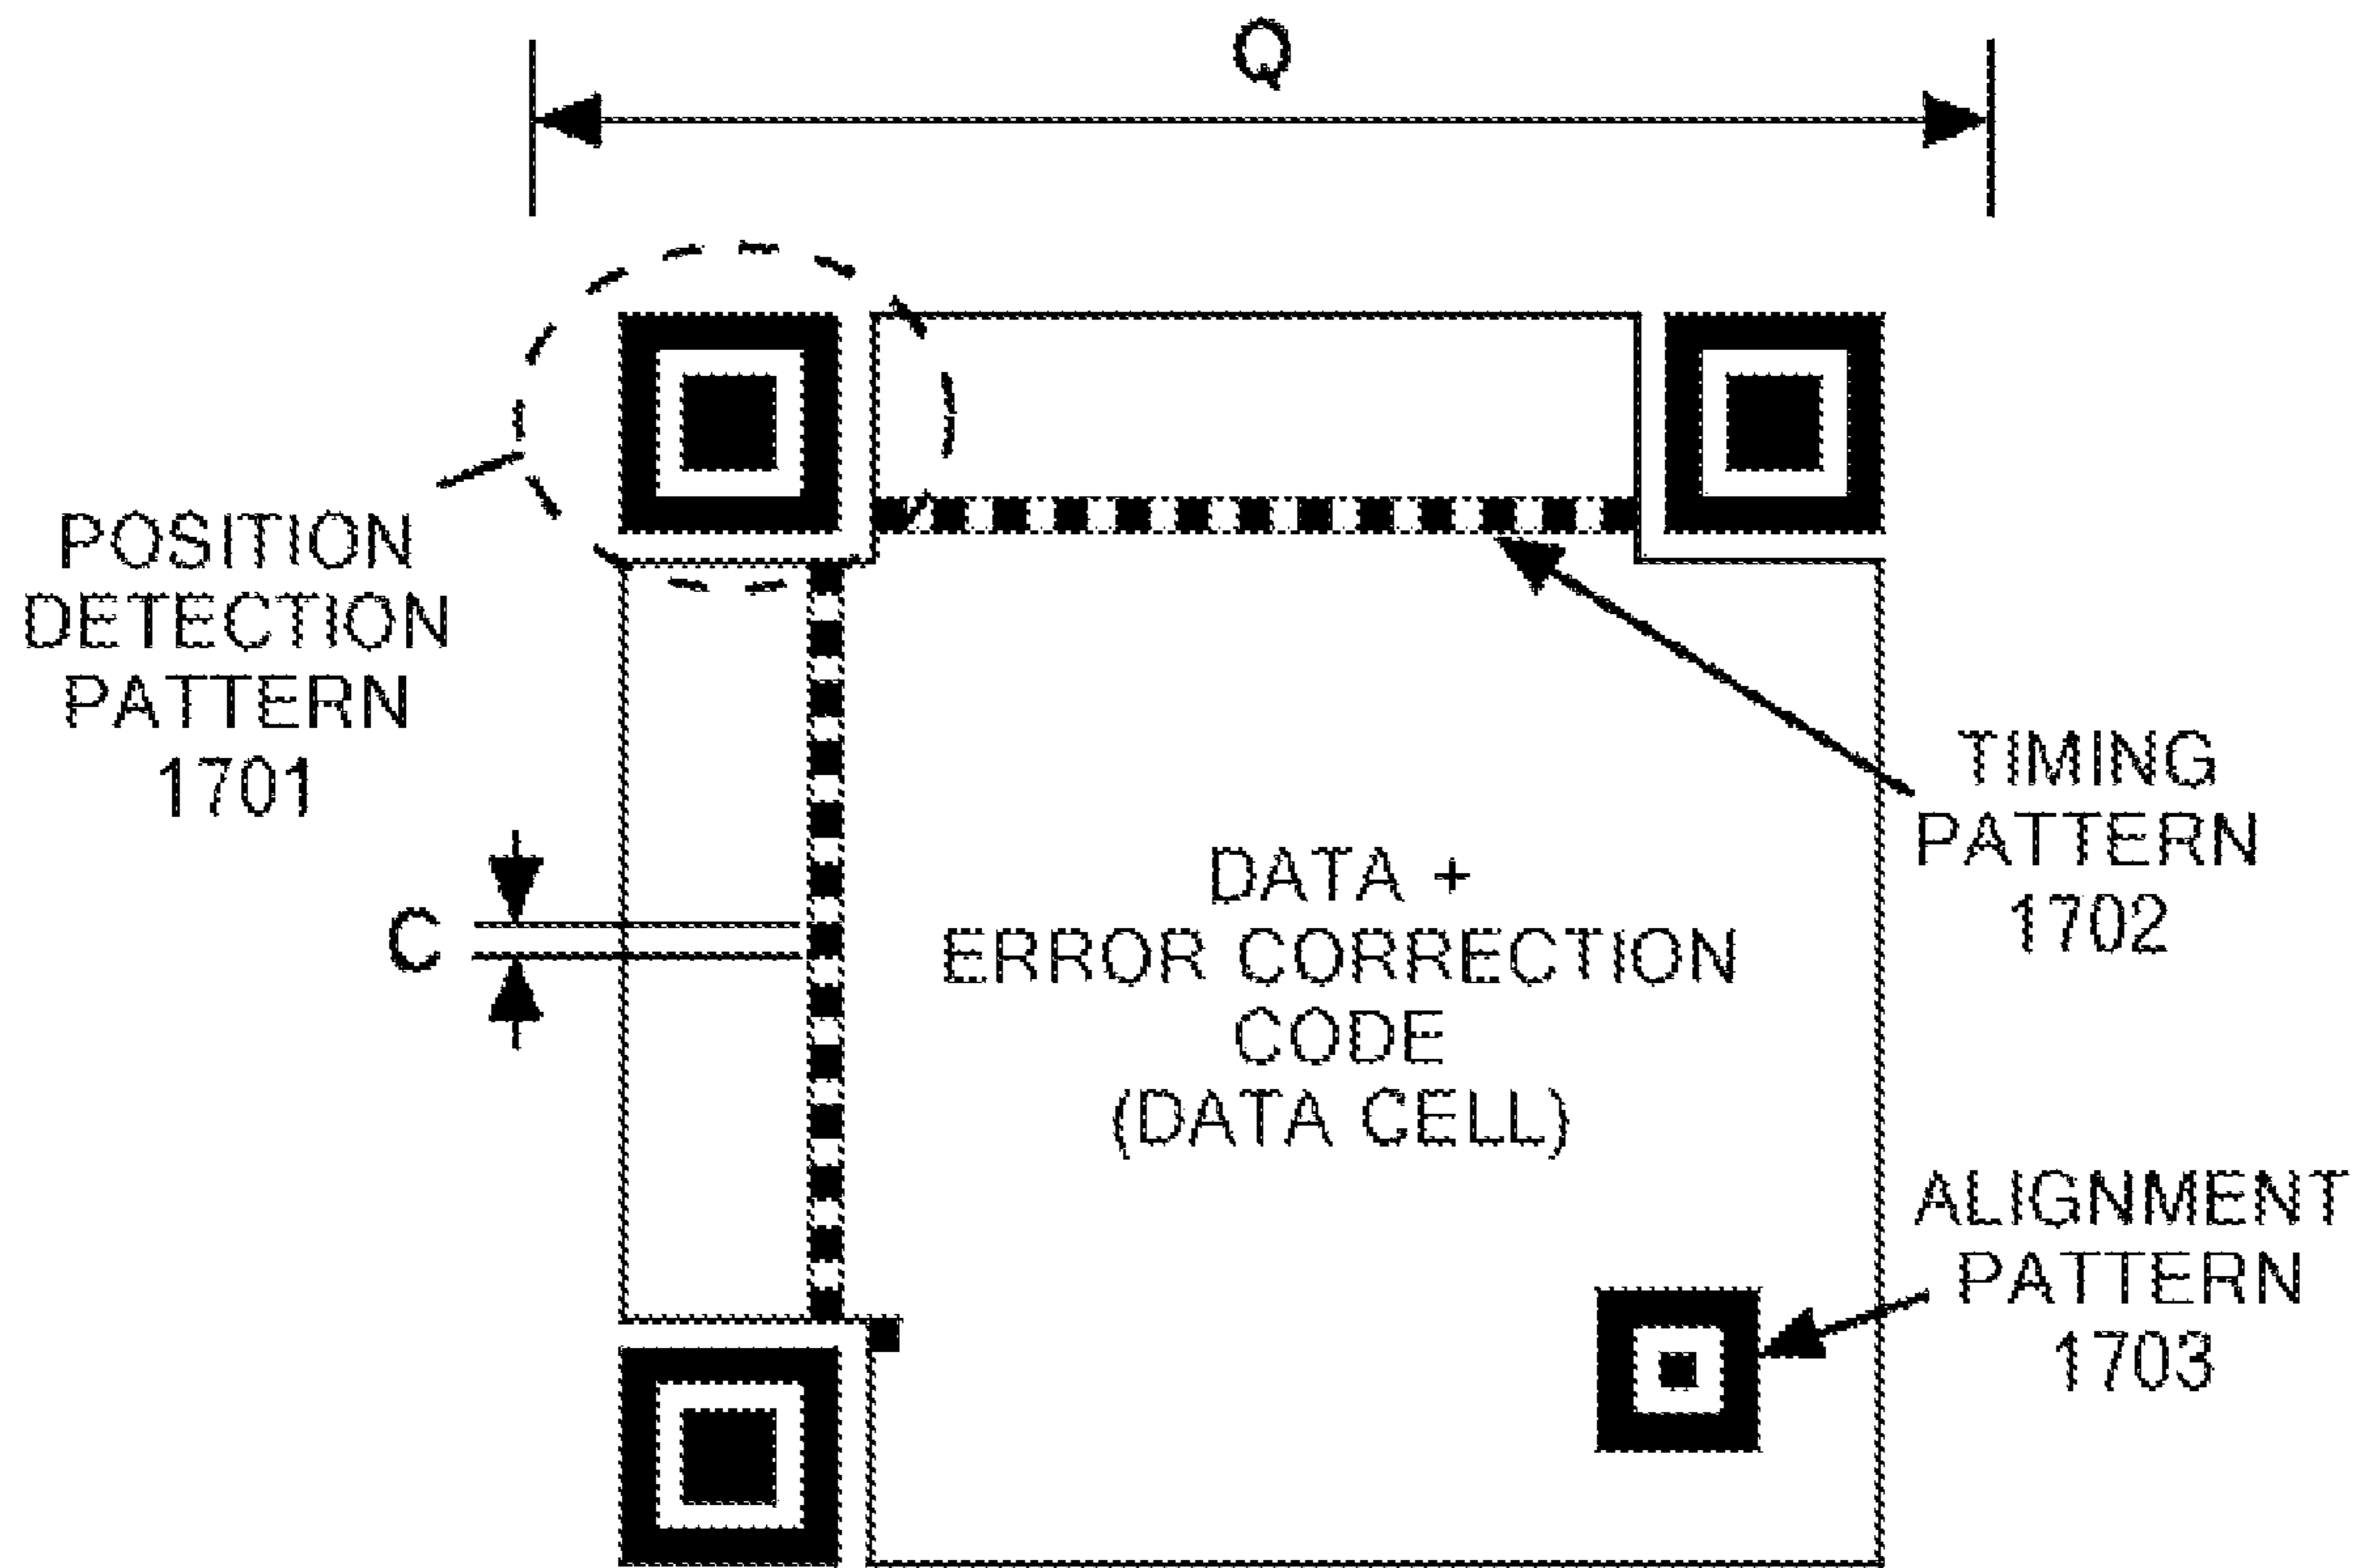 Q
POSITION
DETECTION
PATTERN
1701
TIMING
PATTERN
1702
C
DATA +
ERROR CORRECTION
CODE
(DATA CELL)
ALIGNMENT
PATTERN
1703